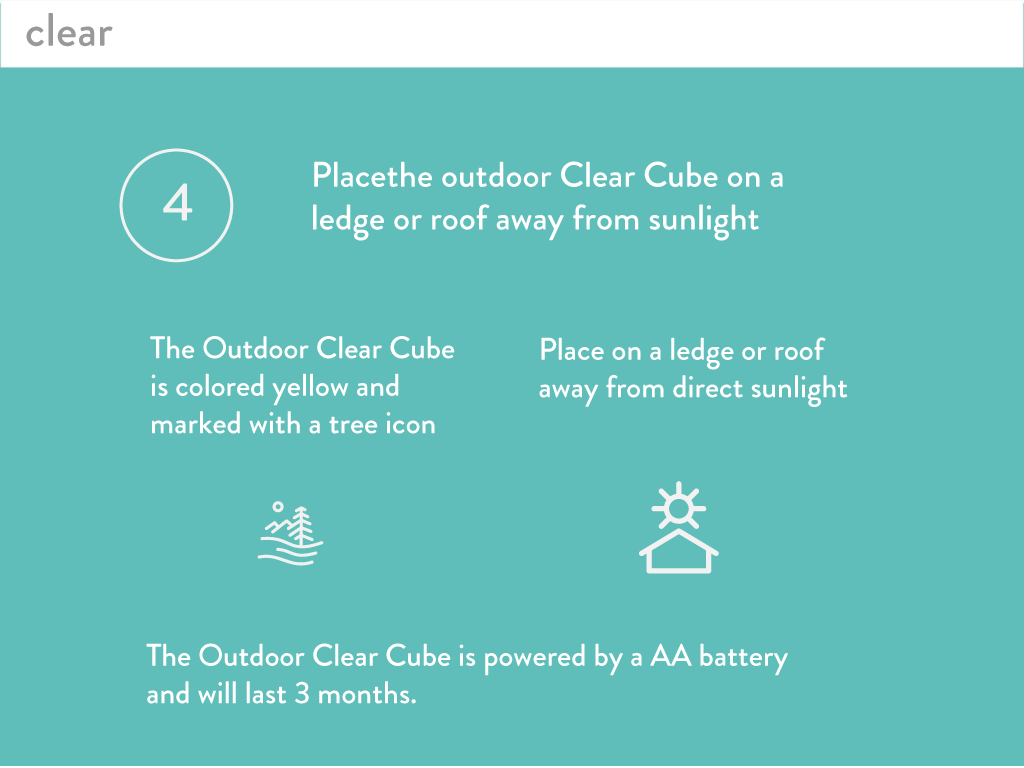 clear
4
Placethe outdoor Clear Cube on a
ledge or roof away from sunlight
The Outdoor Clear Cube
is colored yellow and
marked with a tree icon
Place on a ledge or roof
away from direct sunlight
The Outdoor Clear Cube is powered by a AA battery
and will last 3 months.